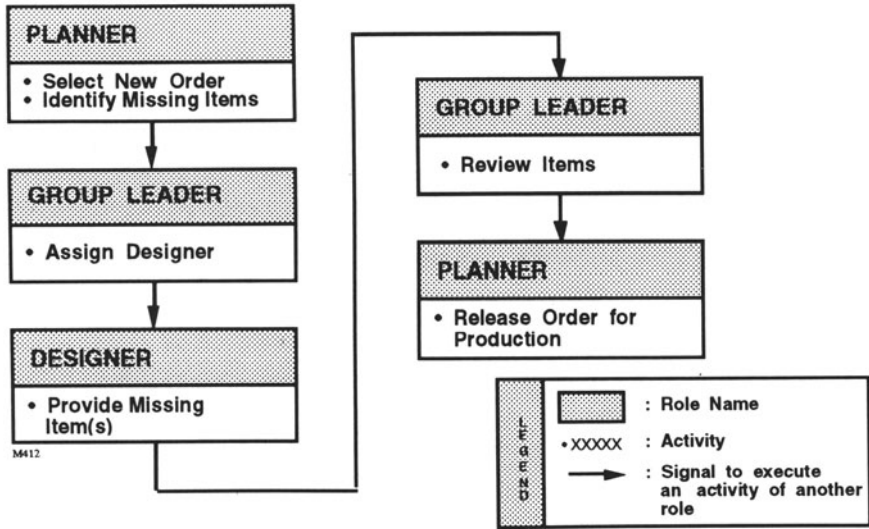 PLANNER
• Select New Order
• Identify Missing Items
GROUP LEADER
• Assign Designer
DESIGNER
• Provide Missing
Item(s)
M412
GROUP LEADER
• Review Items
PLANNER
• Release Order for
Production
LEGEND
: Role Name
•XXXXX : Activity
: Signal to execute
an activity of another
role